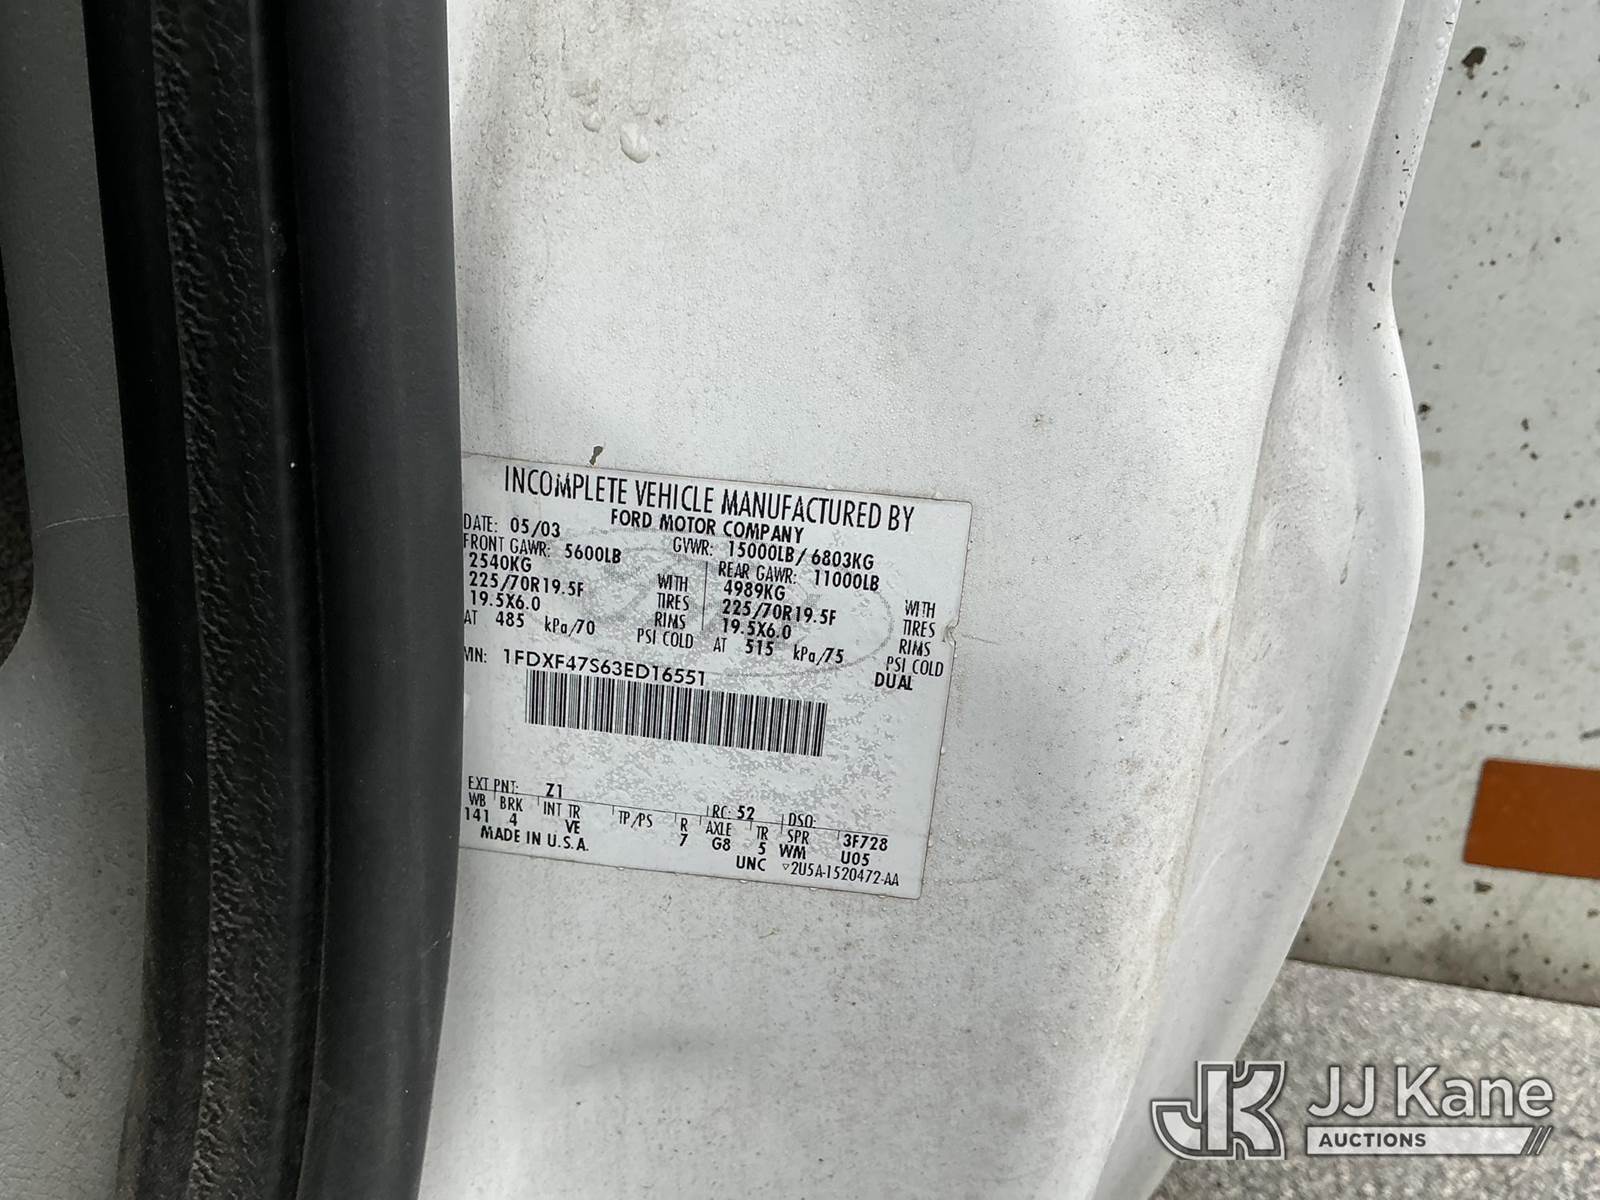 INCOMPLETE VEHICLE MANUFACTURED BY
FORD MOTOR COMPANY
DATE: 05/03 GVWR: 15000LB/ 6803KG
FRONT GAWR: 5600LB REAR GAWR: 11000LB
2540KG WITH 4989KG WITH
225/70R19.5F TIRES 225/70R19.5F TIRES
19.5X6.0 RIMS 19.5X6.0 RIMS
AT 485 kPa/70 PSI COLD AT 515 kPa/75 PSI COLD
DUAL
VIN: 1FDXF47S63ED16551
EXT PNT: Z1 RC: 52 DSO:
WB BRK INT TR TP/PS R AXLE TR SPR 3F728
141 4 VE 7 G8 5 WM U05
MADE IN U.S.A. UNC ▽2U5A-1520472-AA
JK JJ Kane
AUCTIONS